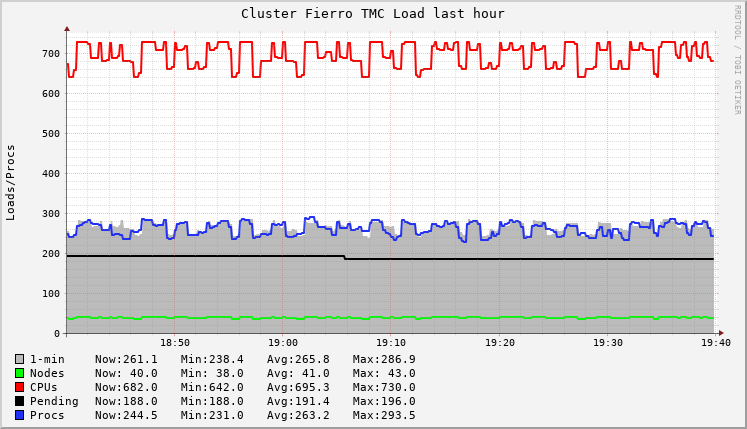 Cluster Fierro TMC Load last hour
RRDTOOL / TOBI OETIKER
Loads/Procs
700
600
500
400
300
200
100
0
18:50 19:00 19:10 19:20 19:30 19:40
1-min Now:261.1 Min:238.4 Avg:265.8 Max:286.9
Nodes Now: 40.0 Min: 38.0 Avg: 41.0 Max: 43.0
CPUs Now:682.0 Min:642.0 Avg:695.3 Max:730.0
Pending Now:188.0 Min:188.0 Avg:191.4 Max:196.0
Procs Now:244.5 Min:231.0 Avg:263.2 Max:293.5